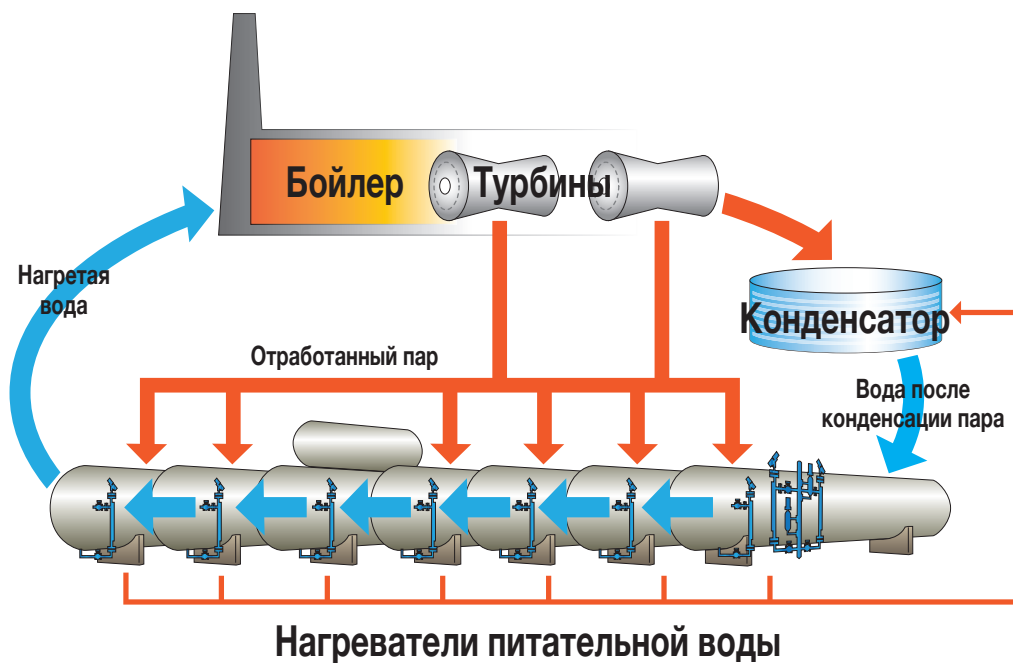 Бойлер
Турбины
Нагретая
вода
Конденсатор
Отработанный пар
Вода после
конденсации пара
Нагреватели питательной воды